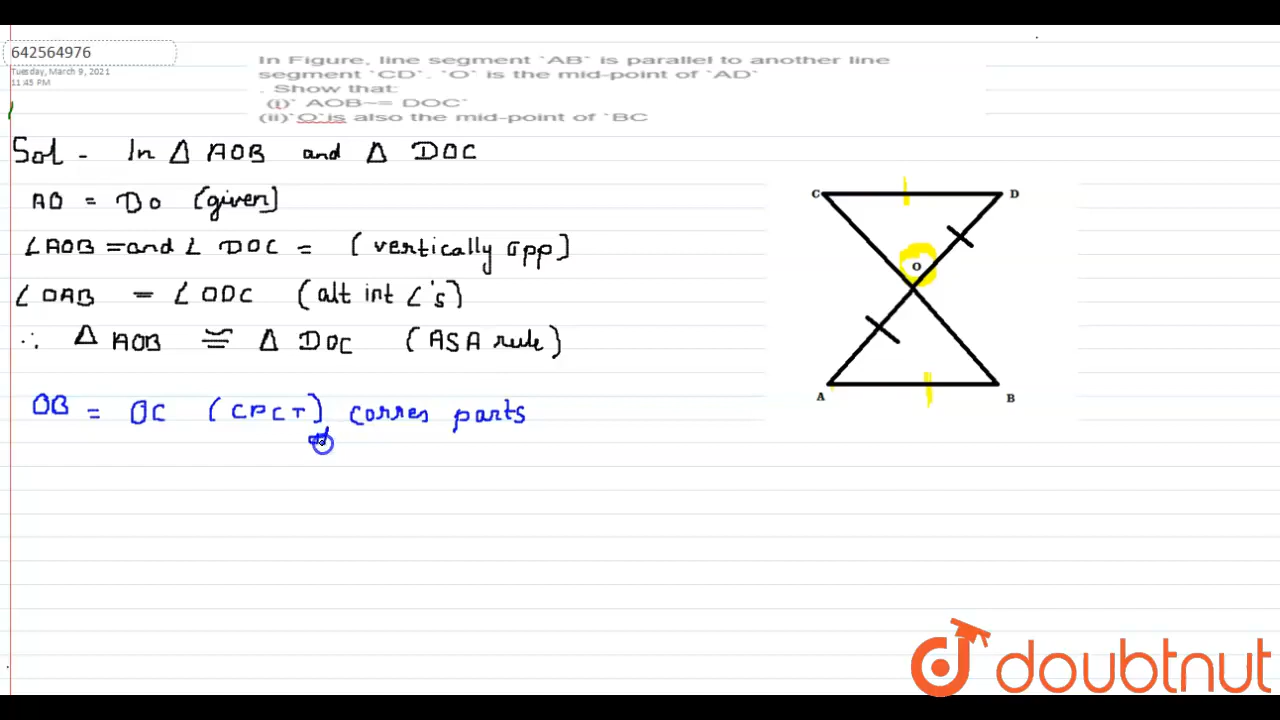 642564976
Tuesday, March 9, 2021
11:45 PM
In Figure, line segment `AB` is parallel to another line
segment `CD`. `O` is the mid-point of `AD`
. Show that:
(i)` AOB~= DOC`
(ii)`O`is also the mid-point of `BC
Sol - In Δ AOB and Δ DOC
AO = DO (given)
∠AOB = and ∠ DOC = (vertically opp)
∠OAB = ∠ODC (alt int ∠'s)
∴ Δ AOB ≅ Δ DOC (ASA rule)
OB = OC (CPCT) corres parts
C D
O
A B
doubtnut